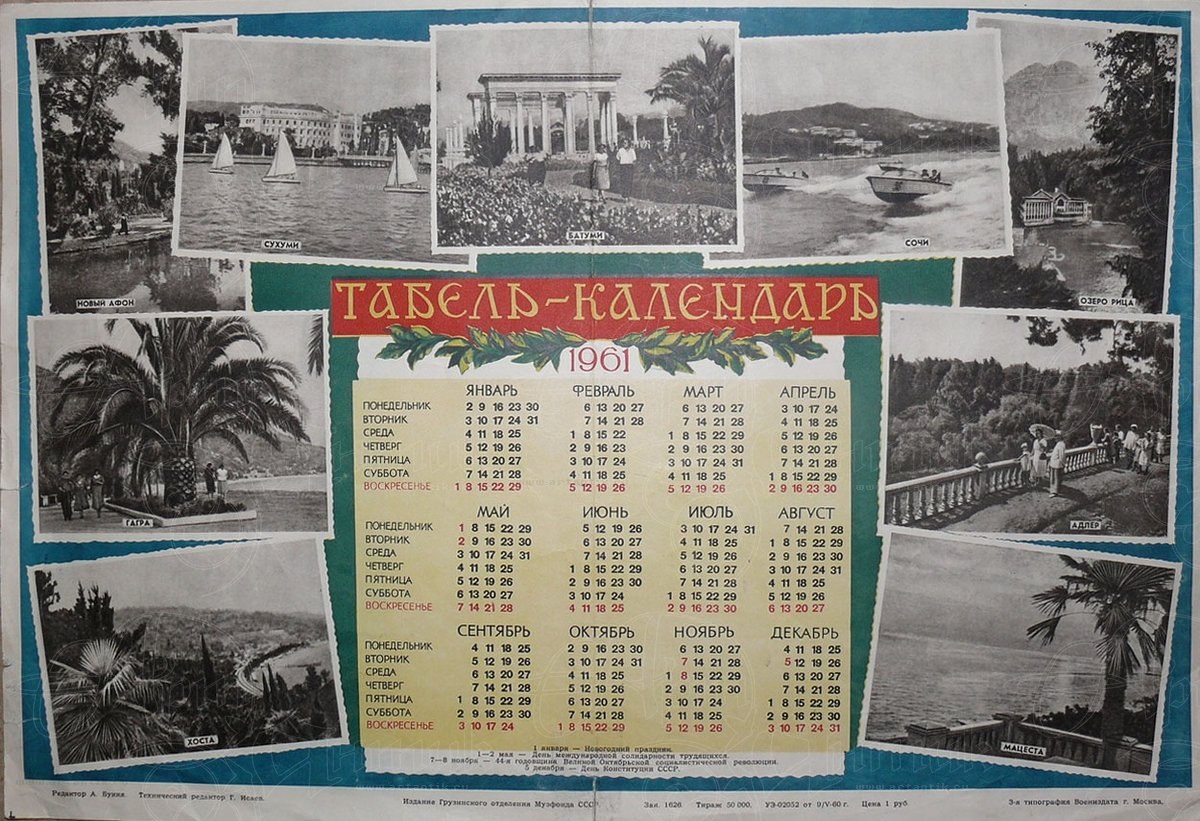 НОВЫЙ АФОН
СУХУМИ
БАТУМИ
СОЧИ
ОЗЕРО РИЦА
ТАБЕЛЬ-КАЛЕНДАРЬ
1961
ГАГРА
АДЛЕР
ХОСТА
МАЦЕСТА
ЯНВАРЬ ФЕВРАЛЬ МАРТ АПРЕЛЬ
ПОНЕДЕЛЬНИК 2 9 16 23 30 6 13 20 27 6 13 20 27 3 10 17 24
ВТОРНИК 3 10 17 24 31 7 14 21 28 7 14 21 28 4 11 18 25
СРЕДА 4 11 18 25 1 8 15 22 1 8 15 22 29 5 12 19 26
ЧЕТВЕРГ 5 12 19 26 2 9 16 23 2 9 16 23 30 6 13 20 27
ПЯТНИЦА 6 13 20 27 3 10 17 24 3 10 17 24 31 7 14 21 28
СУББОТА 7 14 21 28 4 11 18 25 4 11 18 25 1 8 15 22 29
ВОСКРЕСЕНЬЕ 1 8 15 22 29 5 12 19 26 5 12 19 26 2 9 16 23 30
МАЙ ИЮНЬ ИЮЛЬ АВГУСТ
ПОНЕДЕЛЬНИК 1 8 15 22 29 5 12 19 26 3 10 17 24 31 7 14 21 28
ВТОРНИК 2 9 16 23 30 6 13 20 27 4 11 18 25 1 8 15 22 29
СРЕДА 3 10 17 24 31 7 14 21 28 5 12 19 26 2 9 16 23 30
ЧЕТВЕРГ 4 11 18 25 1 8 15 22 29 6 13 20 27 3 10 17 24 31
ПЯТНИЦА 5 12 19 26 2 9 16 23 30 7 14 21 28 4 11 18 25
СУББОТА 6 13 20 27 3 10 17 24 1 8 15 22 29 5 12 19 26
ВОСКРЕСЕНЬЕ 7 14 21 28 4 11 18 25 2 9 16 23 30 6 13 20 27
СЕНТЯБРЬ ОКТЯБРЬ НОЯБРЬ ДЕКАБРЬ
ПОНЕДЕЛЬНИК 4 11 18 25 2 9 16 23 30 6 13 20 27 4 11 18 25
ВТОРНИК 5 12 19 26 3 10 17 24 31 7 14 21 28 5 12 19 26
СРЕДА 6 13 20 27 4 11 18 25 1 8 15 22 29 6 13 20 27
ЧЕТВЕРГ 7 14 21 28 5 12 19 26 2 9 16 23 30 7 14 21 28
ПЯТНИЦА 1 8 15 22 29 6 13 20 27 3 10 17 24 1 8 15 22 29
СУББОТА 2 9 16 23 30 7 14 21 28 4 11 18 25 2 9 16 23 30
ВОСКРЕСЕНЬЕ 3 10 17 24 1 8 15 22 29 5 12 19 26 3 10 17 24 31
1 января — Новогодний праздник.
1—2 мая — День международной солидарности трудящихся.
7—8 ноября — 44-я годовщина Великой Октябрьской социалистической революции.
5 декабря — День Конституции СССР.
Редактор А. Технический редактор Г. Исаев. Издания Грузинского отделения Музфонда СССР. Зак. 1626. Тираж 50 000. УЭ-02052 от 9/V-60 г. Цена 1 руб. 3-я типография Воениздата г. Москва.